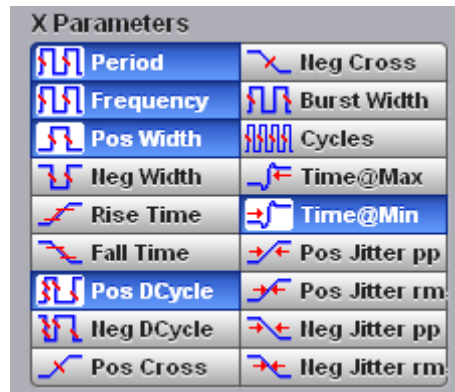 X Parameters
Period
Neg Cross
Frequency
Burst Width
Pos Width
Cycles
Neg Width
Time@Max
Rise Time
Time@Min
Fall Time
Pos Jitter pp
Pos DCycle
Pos Jitter rm
Neg DCycle
Neg Jitter pp
Pos Cross
Neg Jitter rm